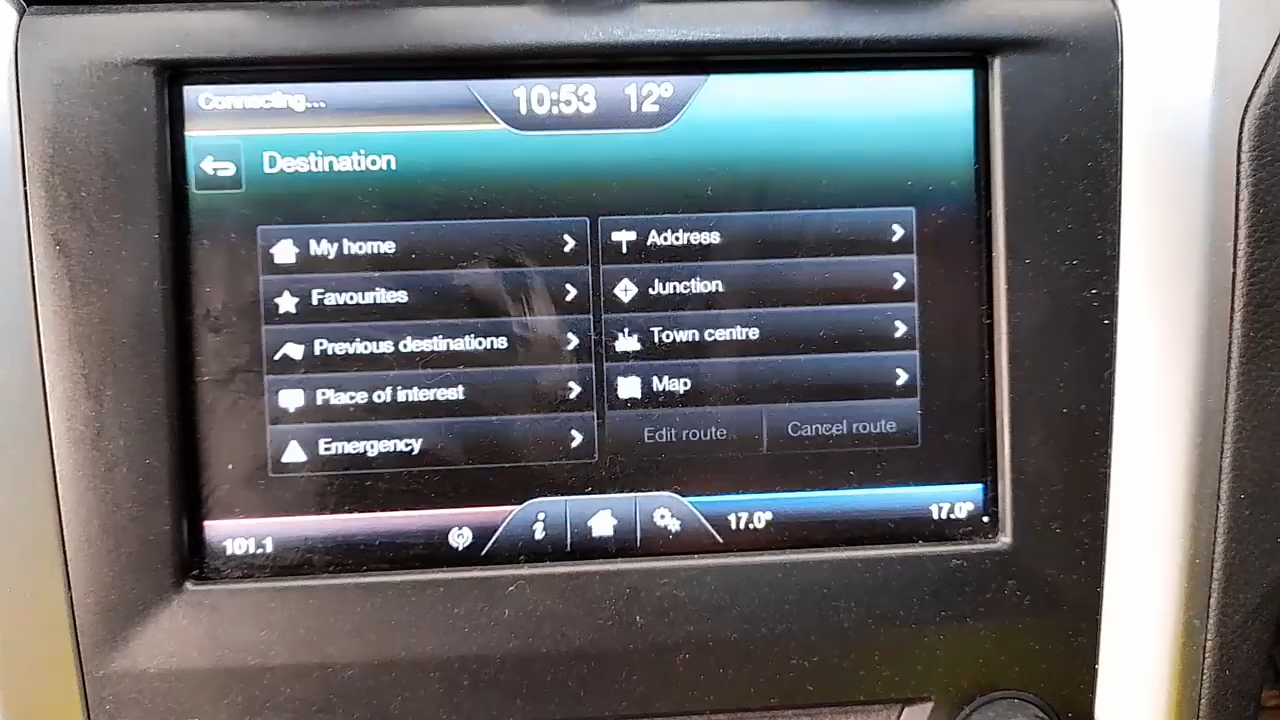 Connecting...
10:53 12°
Destination
My home
Favourites
Previous destinations
Place of interest
Emergency
Address
Junction
Town centre
Map
Edit route
Cancel route
101.1
17.0°
17.0°